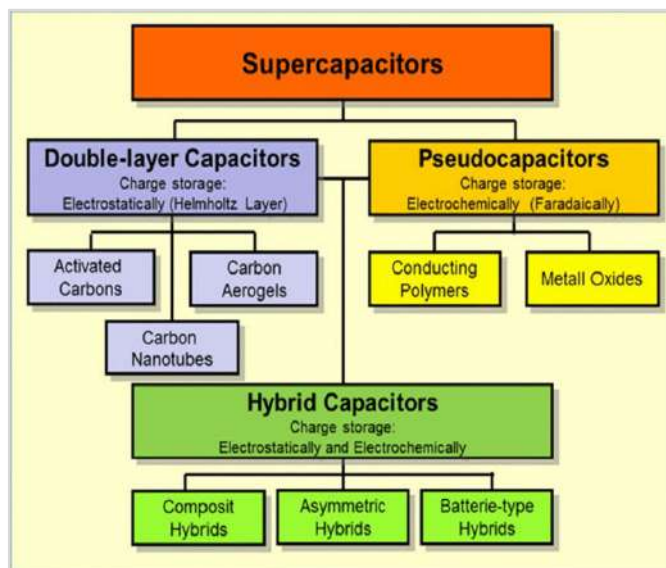 Supercapacitors
Double-layer Capacitors
Charge storage:
Electrostatically (Helmholtz Layer)
Pseudocapacitors
Charge storage:
Electrochemically (Faradaically)
Activated
Carbons
Carbon
Aerogels
Carbon
Nanotubes
Conducting
Polymers
Metall Oxides
Hybrid Capacitors
Charge storage:
Electrostatically and Electrochemically
Composit
Hybrids
Asymmetric
Hybrids
Batterie-type
Hybrids